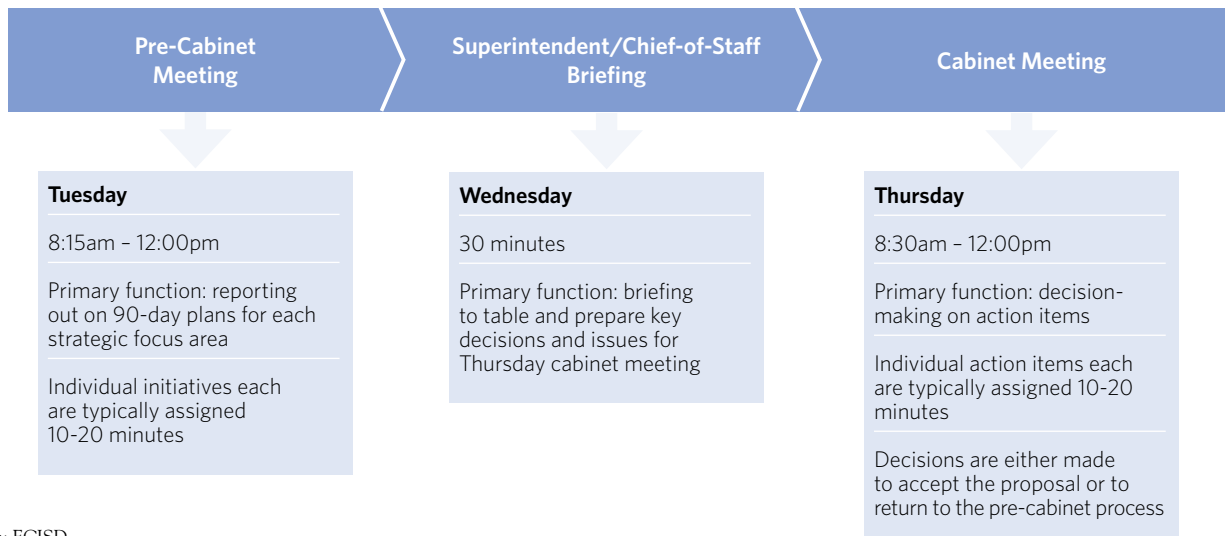 Pre-Cabinet
Meeting
Superintendent/Chief-of-Staff
Briefing
Cabinet Meeting
Tuesday
8:15am – 12:00pm
Primary function: reporting
out on 90-day plans for each
strategic focus area
Individual initiatives each
are typically assigned
10-20 minutes
Wednesday
30 minutes
Primary function: briefing
to table and prepare key
decisions and issues for
Thursday cabinet meeting
Thursday
8:30am – 12:00pm
Primary function: decision-
making on action items
Individual action items each
are typically assigned 10-20
minutes
Decisions are either made
to accept the proposal or to
return to the pre-cabinet process